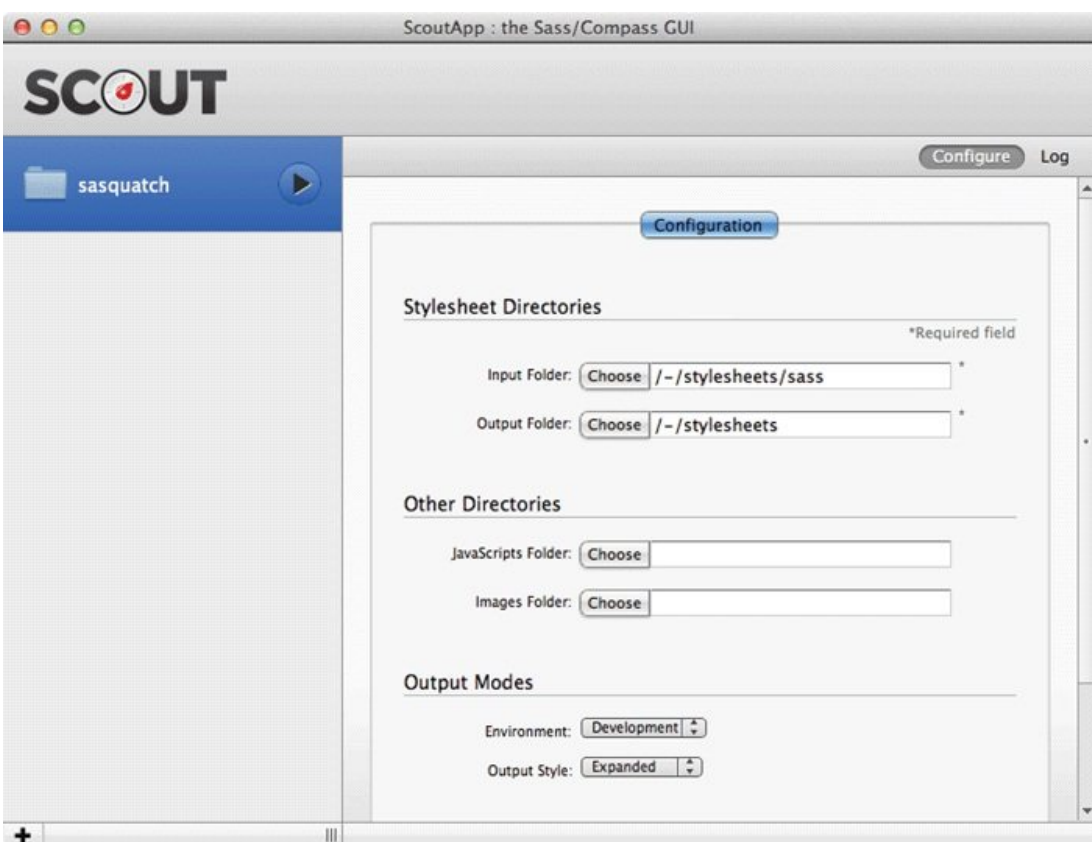 ScoutApp : the Sass/Compass GUI
SCOUT
sasquatch
Configure Log
Configuration
Stylesheet Directories
*Required field
Input Folder: Choose /-/stylesheets/sass *
Output Folder: Choose /-/stylesheets *
Other Directories
JavaScripts Folder: Choose
Images Folder: Choose
Output Modes
Environment: Development
Output Style: Expanded